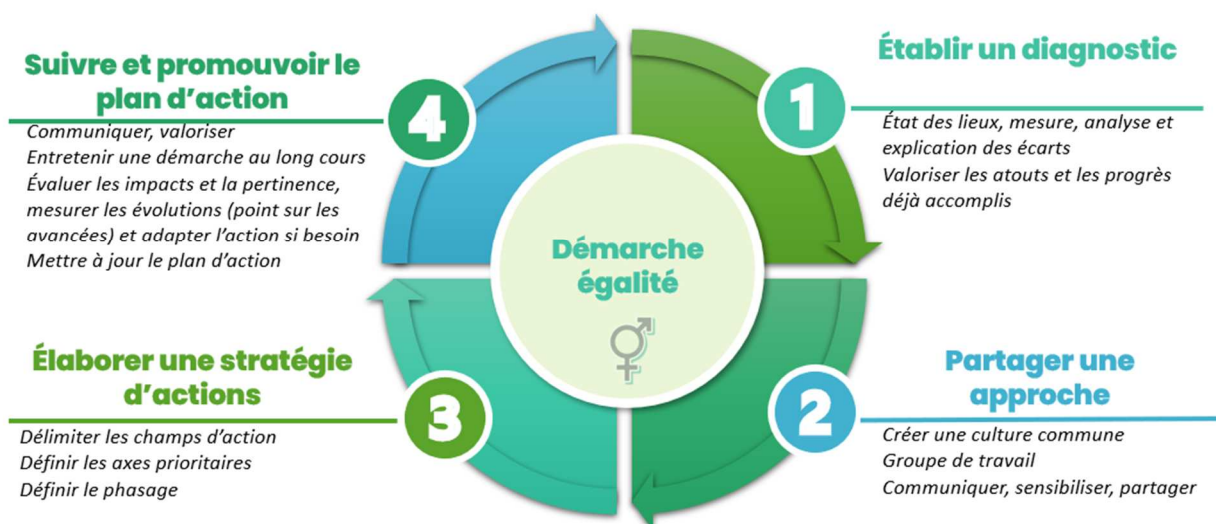 Démarche
égalité
1
Établir un diagnostic
État des lieux, mesure, analyse et
explication des écarts
Valoriser les atouts et les progrès
déjà accomplis
2
Partager une
approche
Créer une culture commune
Groupe de travail
Communiquer, sensibiliser, partager
3
Élaborer une stratégie
d'actions
Délimiter les champs d'action
Définir les axes prioritaires
Définir le phasage
4
Suivre et promouvoir le
plan d'action
Communiquer, valoriser
Entretenir une démarche au long cours
Évaluer les impacts et la pertinence,
mesurer les évolutions (point sur les
avancées) et adapter l'action si besoin
Mettre à jour le plan d'action